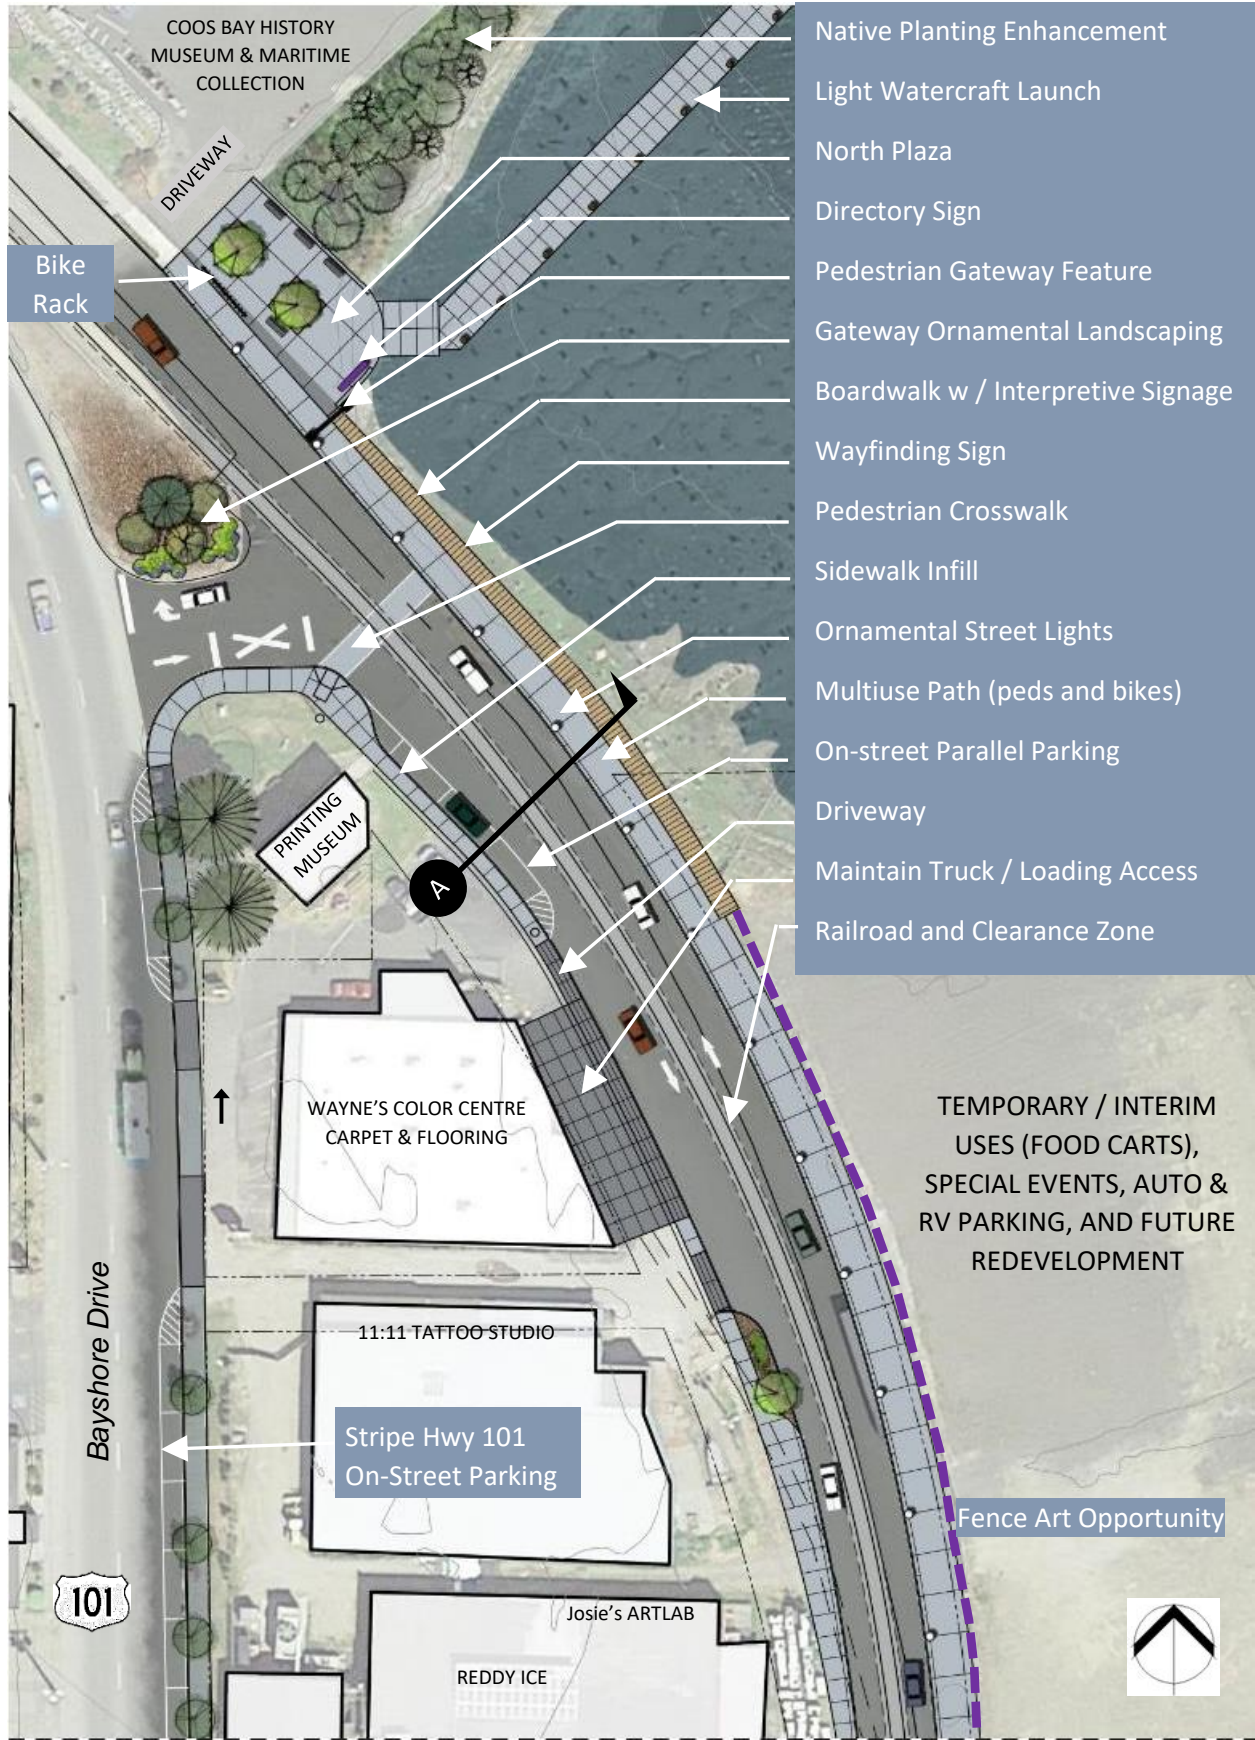 COOS BAY HISTORY
MUSEUM & MARITIME
COLLECTION
DRIVEWAY
Bike
Rack
Native Planting Enhancement
Light Watercraft Launch
North Plaza
Directory Sign
Pedestrian Gateway Feature
Gateway Ornamental Landscaping
Boardwalk w / Interpretive Signage
Wayfinding Sign
Pedestrian Crosswalk
Sidewalk Infill
Ornamental Street Lights
Multiuse Path (peds and bikes)
On-street Parallel Parking
Driveway
Maintain Truck / Loading Access
Railroad and Clearance Zone
PRINTING
MUSEUM
A
WAYNE'S COLOR CENTRE
CARPET & FLOORING
TEMPORARY / INTERIM
USES (FOOD CARTS),
SPECIAL EVENTS, AUTO &
RV PARKING, AND FUTURE
REDEVELOPMENT
Bayshore Drive
11:11 TATTOO STUDIO
Stripe Hwy 101
On-Street Parking
Fence Art Opportunity
101
Josie's ARTLAB
REDDY ICE